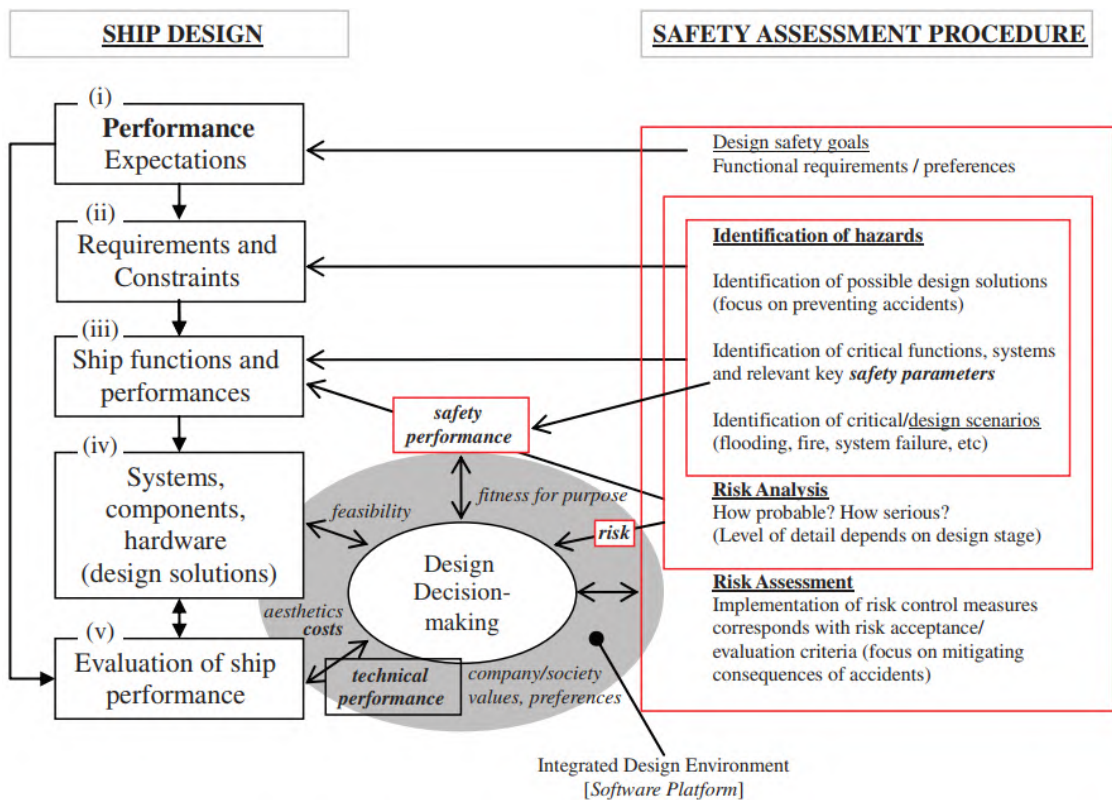 SHIP DESIGN
(i)
Performance
Expectations
(ii)
Requirements and
Constraints
(iii)
Ship functions and
performances
(iv)
Systems,
components,
hardware
(design solutions)
(v)
Evaluation of ship
performance
safety
performance
feasibility
fitness for purpose
risk
Design
Decision-
making
aesthetics
costs
technical
performance
company/society
values, preferences
Integrated Design Environment
[Software Platform]
SAFETY ASSESSMENT PROCEDURE
Design safety goals
Functional requirements / preferences
Identification of hazards
Identification of possible design solutions
(focus on preventing accidents)
Identification of critical functions, systems
and relevant key safety parameters
Identification of critical/design scenarios
(flooding, fire, system failure, etc)
Risk Analysis
How probable? How serious?
(Level of detail depends on design stage)
Risk Assessment
Implementation of risk control measures
corresponds with risk acceptance/
evaluation criteria (focus on mitigating
consequences of accidents)